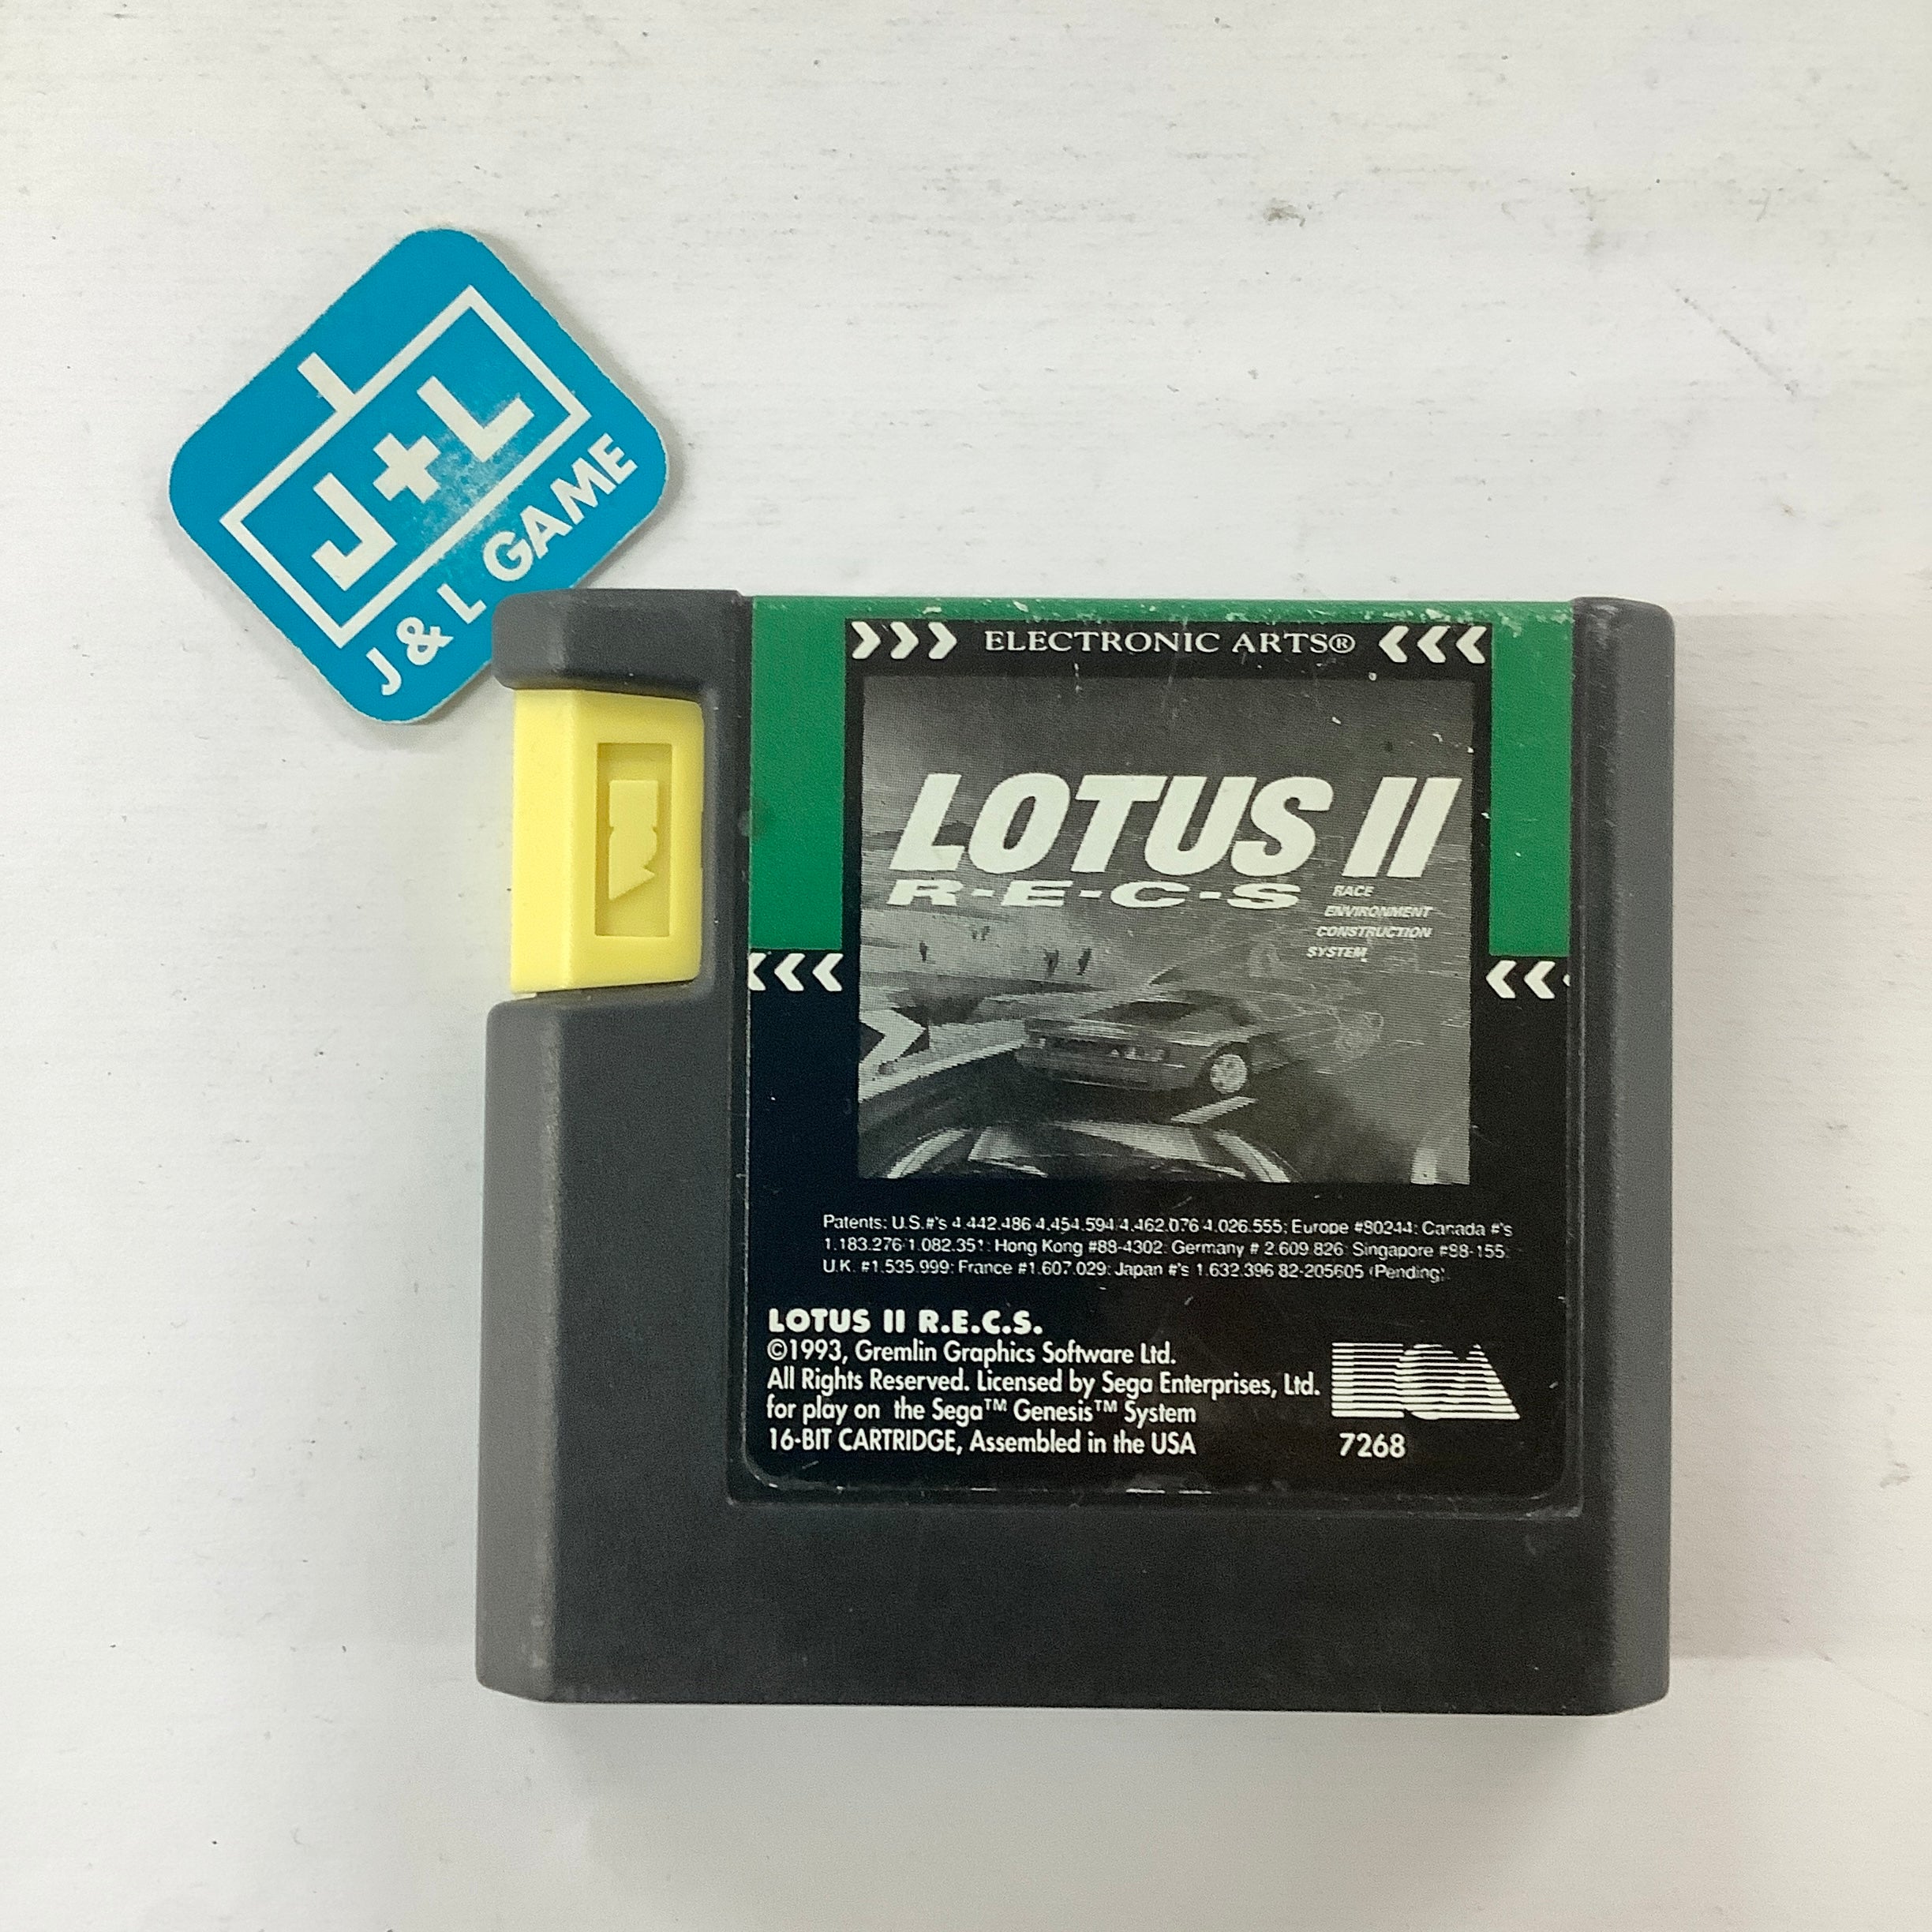 J+L
J & L GAME
ELECTRONIC ARTS®
LOTUS II
R-E-C-S
RACE
ENVIRONMENT
CONSTRUCTION
SYSTEM
Patents: U.S.#'s 4.442.486 4.454.594 4.462.076 4.026.555; Europe #80244; Canada #'s
1.183.276 1.082.351; Hong Kong #88-4302; Germany # 2.609.826; Singapore #88-155;
U.K. #1.535.999; France #1.607.029; Japan #'s 1.632.396 82-205605 (Pending)
LOTUS II R.E.C.S.
©1993, Gremlin Graphics Software Ltd.
All Rights Reserved. Licensed by Sega Enterprises, Ltd.
for play on the Sega™ Genesis™ System
16-BIT CARTRIDGE, Assembled in the USA
EA
7268